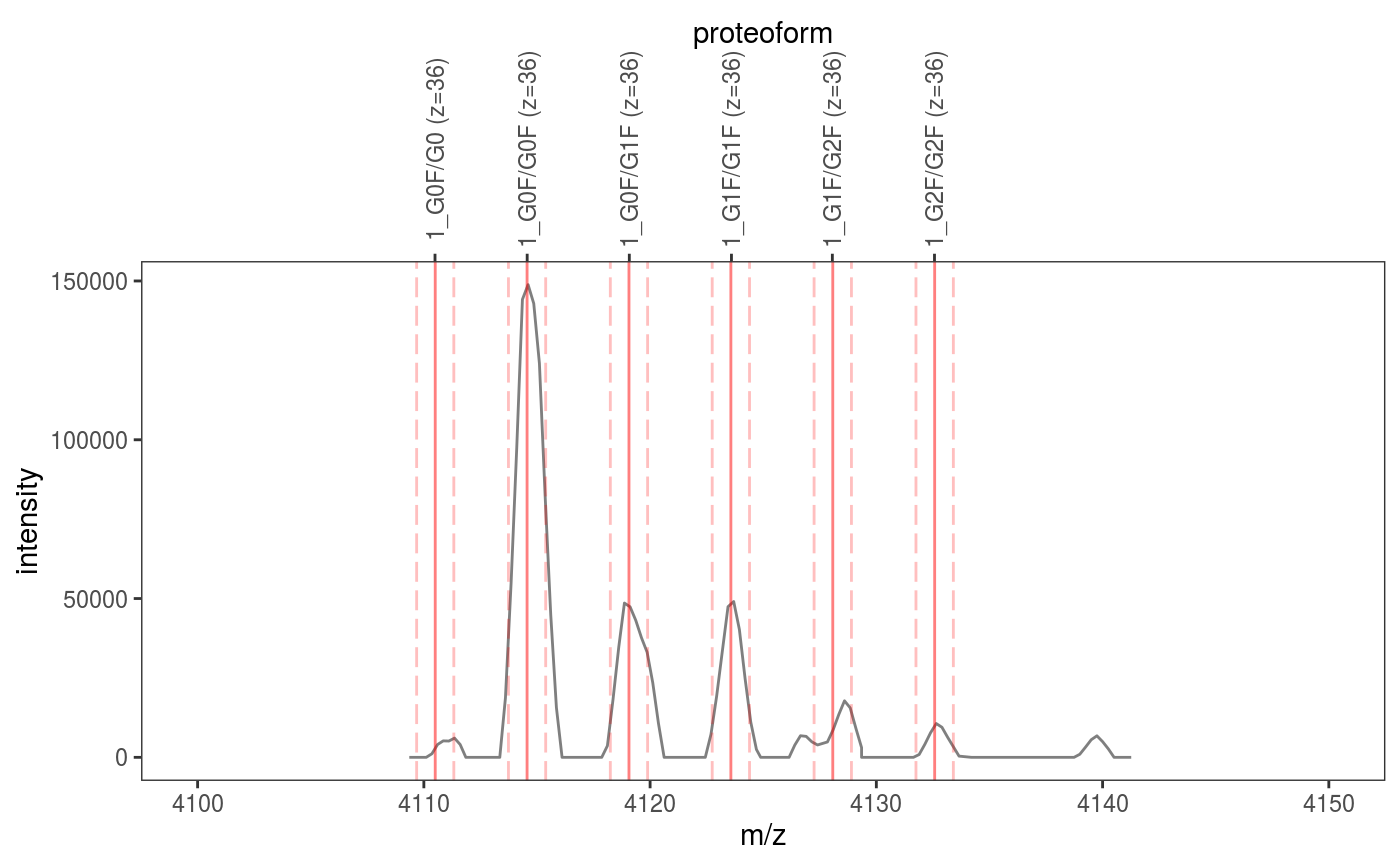 proteoform
1_G0F/G0 (z=36)
1_G0F/G0F (z=36)
1_G0F/G1F (z=36)
1_G1F/G1F (z=36)
1_G1F/G2F (z=36)
1_G2F/G2F (z=36)
intensity
150000
100000
50000
0
4100 4110 4120 4130 4140 4150
m/z